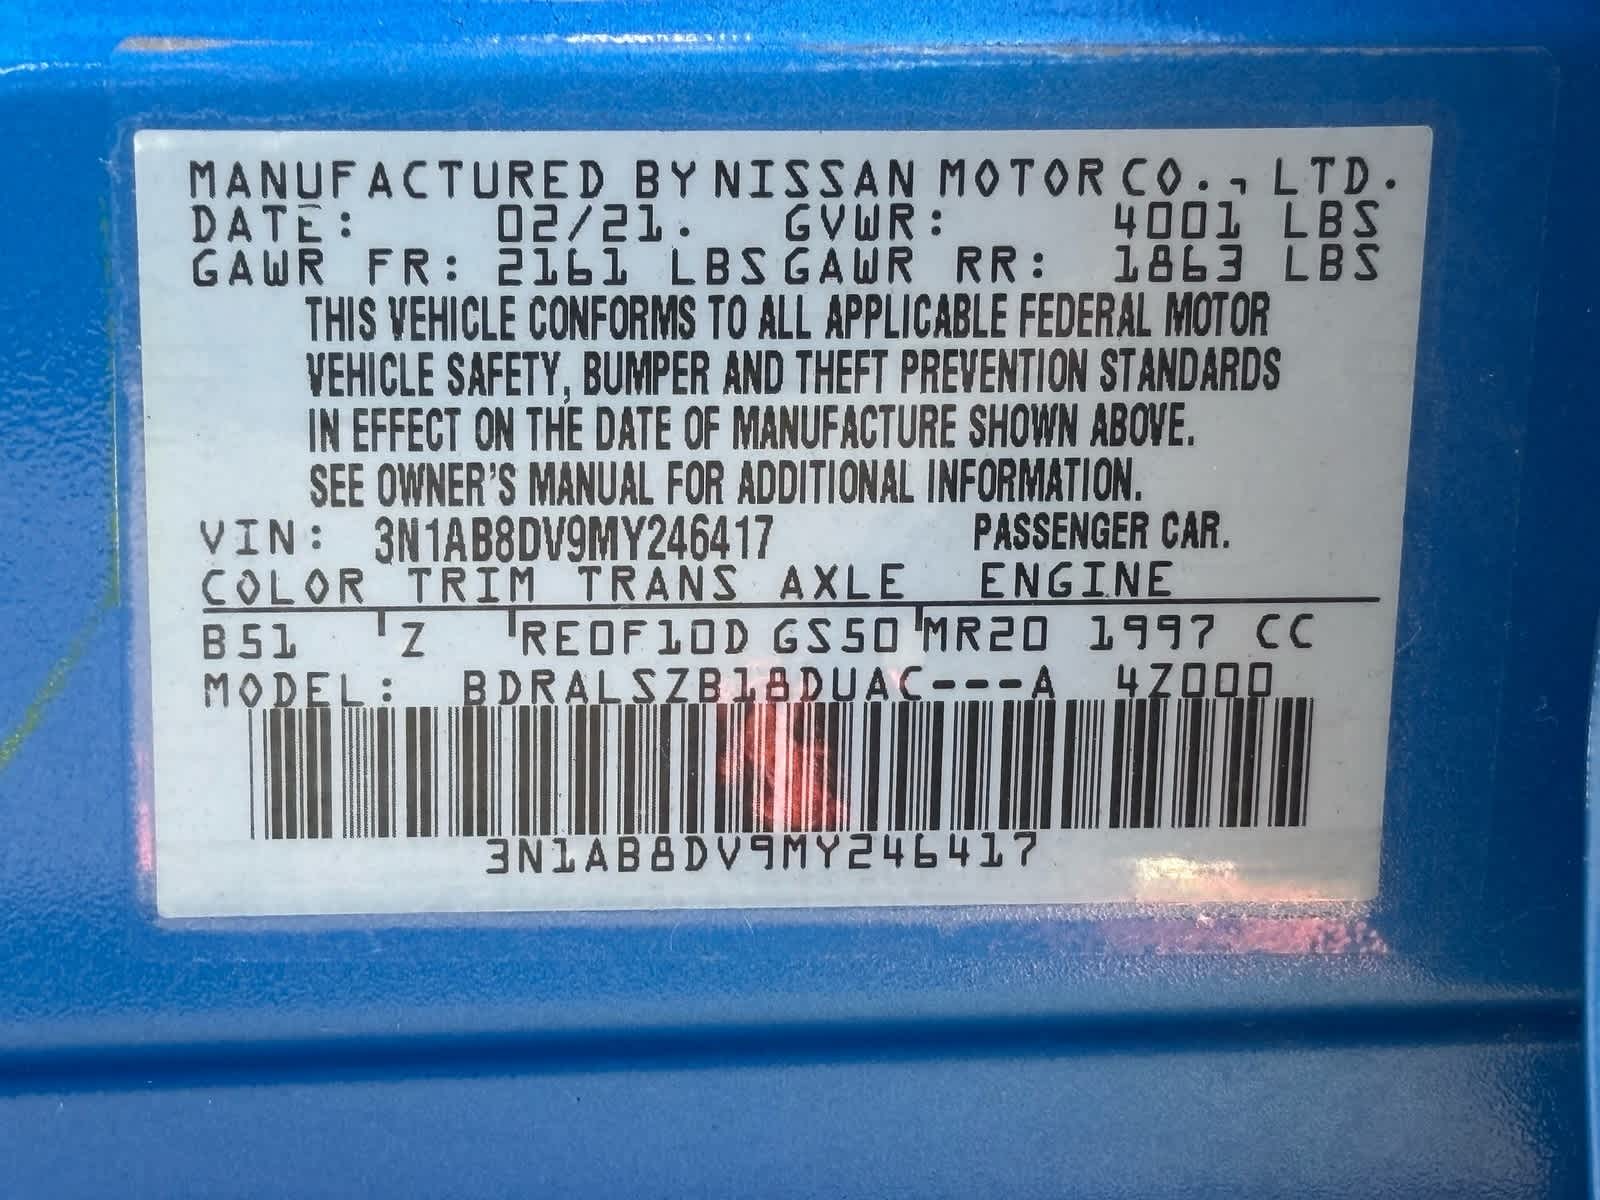 MANUFACTURED BY NISSAN MOTOR CO., LTD.
DATE: 02/21. GVWR: 4001 LBS
GAWR FR: 2161 LBS GAWR RR: 1863 LBS
THIS VEHICLE CONFORMS TO ALL APPLICABLE FEDERAL MOTOR
VEHICLE SAFETY, BUMPER AND THEFT PREVENTION STANDARDS
IN EFFECT ON THE DATE OF MANUFACTURE SHOWN ABOVE.
SEE OWNER'S MANUAL FOR ADDITIONAL INFORMATION.
VIN: 3N1AB8DV9MY246417 PASSENGER CAR.
COLOR TRIM TRANS AXLE ENGINE
B51 Z RE0F10D GS50 MR20 1997 CC
MODEL: BDRALSZB18DUAC---A 4Z000
3N1AB8DV9MY246417